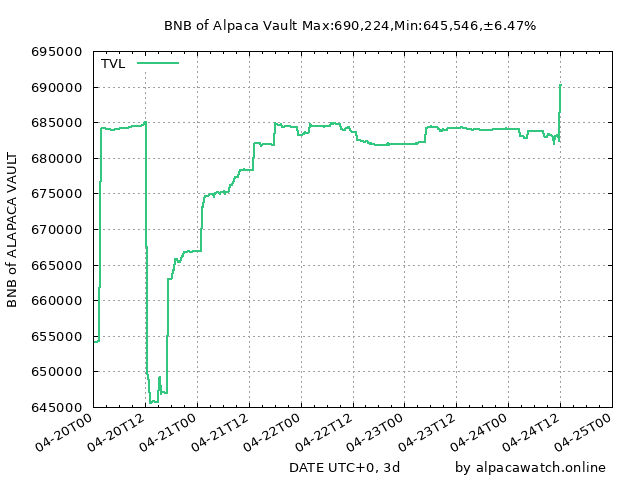 BNB of Alpaca Vault Max:690,224,Min:645,546,±6.47%
TVL
695000
690000
685000
680000
675000
670000
665000
660000
655000
650000
645000
BNB of ALAPACA VAULT
04-20T00
04-20T12
04-21T00
04-21T12
04-22T00
04-22T12
04-23T00
04-23T12
04-24T00
04-24T12
04-25T00
DATE UTC+0, 3d
by alpacawatch.online